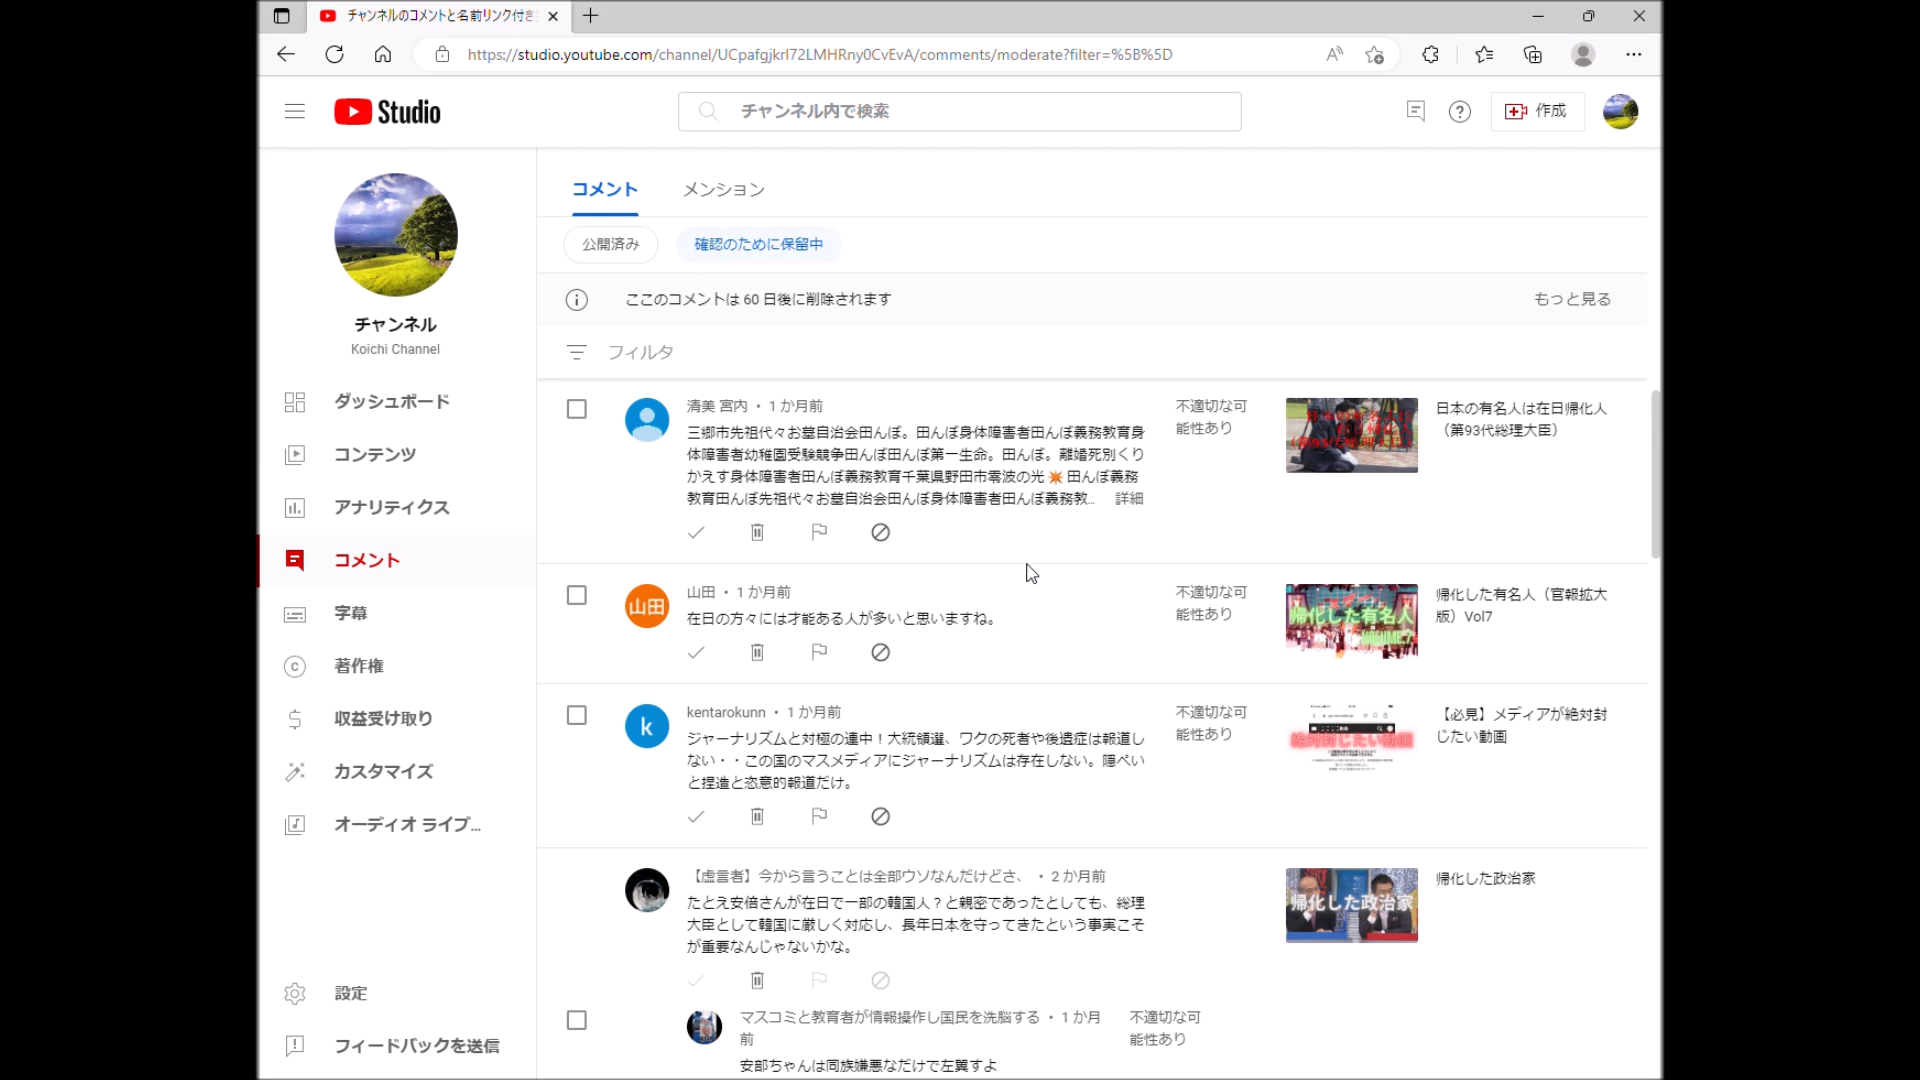 チャンネルのコメントと名前リンク付き
https://studio.youtube.com/channel/UCpafgjkrI72LMHRny0CvEvA/comments/moderate?filter=%5B%5D
Studio
チャンネル内で検索
作成
チャンネル
Koichi Channel
ダッシュボード
コンテンツ
アナリティクス
コメント
字幕
著作権
収益受け取り
カスタマイズ
オーディオ ライブ...
設定
フィードバックを送信
コメント
メンション
公開済み
確認のために保留中
ここのコメントは 60 日後に削除されます
もっと見る
フィルタ
清美 宮内 • 1 か月前
三郷市先祖代々お墓自治会田んぼ。田んぼ身体障害者田んぼ義務教育身
体障害者幼稚園受験競争田んぼ田んぼ第一生命。田んぼ。離婚死別くり
かえす身体障害者田んぼ義務教育千葉県野田市零波の光💥田んぼ義務
教育田んぼ先祖代々お墓自治会田んぼ身体障害者田んぼ義務教... 詳細
不適切な可
能性あり
日本の有名人は在日帰化人
（第93代総理大臣）
山田
山田 • 1 か月前
在日の方々には才能ある人が多いと思いますね。
不適切な可
能性あり
帰化した有名人
VOLUME7
帰化した有名人（官報拡大
版）Vol7
k
kentarokunn • 1 か月前
ジャーナリズムと対極の連中！大統領選、ワクの死者や後遺症は報道し
ない・・この国のマスメディアにジャーナリズムは存在しない。隠ぺい
と捏造と恣意的報道だけ。
不適切な可
能性あり
絶対封じたい動画
【必見】メディアが絶対封
じたい動画
【虚言者】今から言うことは全部ウソなんだけどさ、 • 2 か月前
たとえ安倍さんが在日で一部の韓国人？と親密であったとしても、総理
大臣として韓国に厳しく対応し、長年日本を守ってきたという事実こそ
が重要なんじゃないかな。
帰化した政治家
帰化した政治家
マスコミと教育者が情報操作し国民を洗脳する • 1 か月
前
安部ちゃんは同族嫌悪なだけで左翼すよ
不適切な可
能性あり